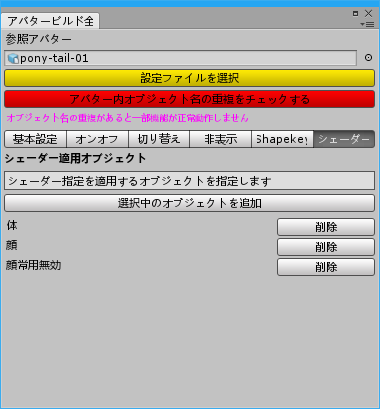 アバタービルド全
参照アバター
pony-tail-01
設定ファイルを選択
アバター内オブジェクト名の重複をチェックする
オブジェクト名の重複があると一部機能が正常動作しません
基本設定 オンオフ 切り替え 非表示 Shapekey シェーダー
シェーダー適用オブジェクト
シェーダー指定を適用するオブジェクトを指定します
選択中のオブジェクトを追加
体 削除
顔 削除
顔常用無効 削除